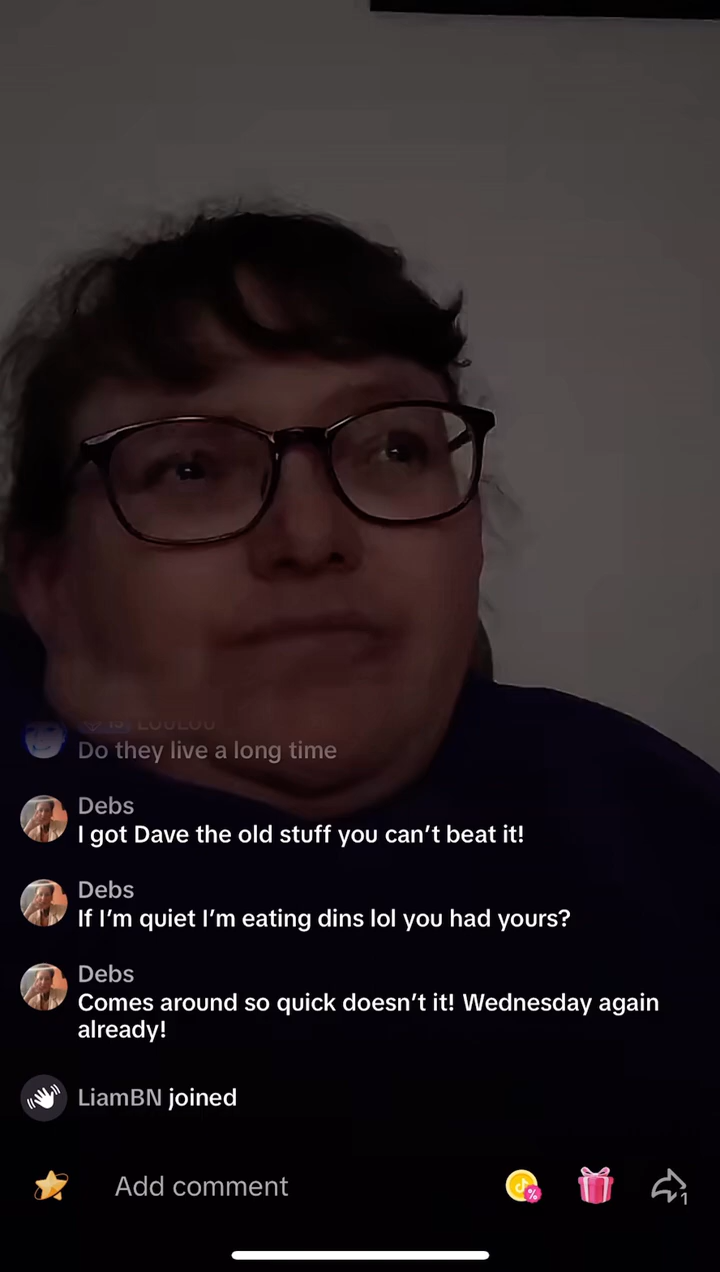 LOULOU
Do they live a long time
Debs
I got Dave the old stuff you can’t beat it!
Debs
If I’m quiet I’m eating dins lol you had yours?
Debs
Comes around so quick doesn’t it! Wednesday again
already!
LiamBN joined
Add comment
1